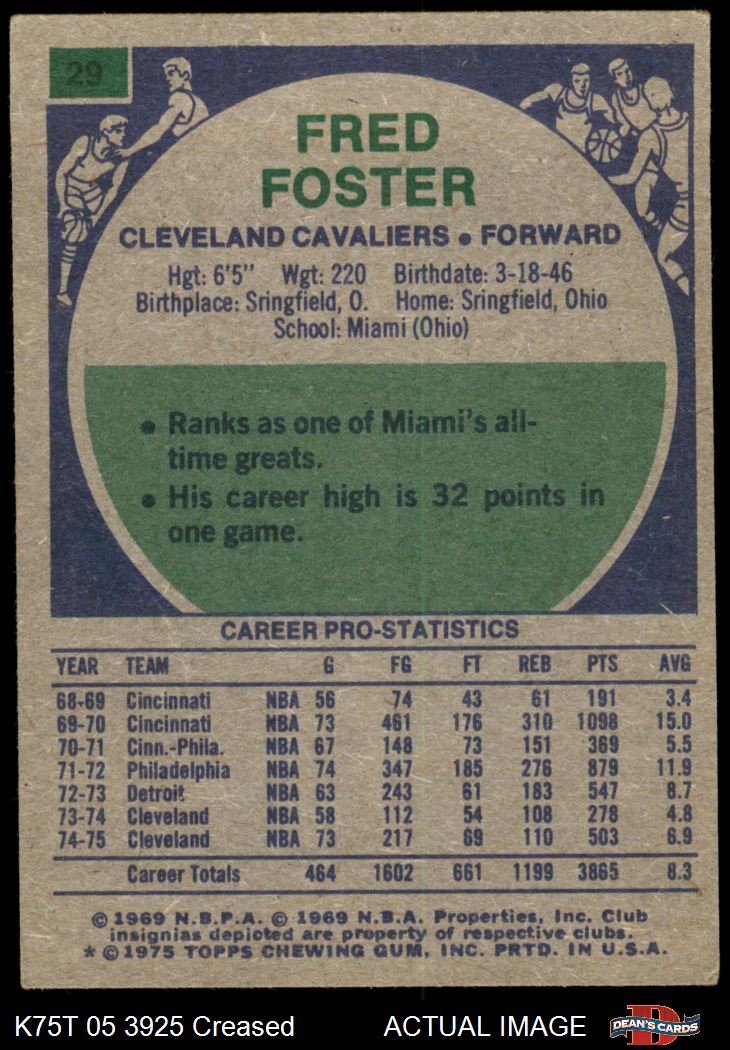 29
FRED
FOSTER
CLEVELAND CAVALIERS • FORWARD
Hgt: 6'5" Wgt: 220 Birthdate: 3-18-46
Birthplace: Sringfield, O. Home: Sringfield, Ohio
School: Miami (Ohio)
• Ranks as one of Miami's all-
time greats.
• His career high is 32 points in
one game.
CAREER PRO-STATISTICS
YEAR TEAM G FG FT REB PTS AVG
68-69 Cincinnati NBA 56 74 43 61 191 3.4
69-70 Cincinnati NBA 73 461 176 310 1098 15.0
70-71 Cinn.-Phila. NBA 67 148 73 151 369 5.5
71-72 Philadelphia NBA 74 347 185 276 879 11.9
72-73 Detroit NBA 63 243 61 183 547 8.7
73-74 Cleveland NBA 58 112 54 108 278 4.8
74-75 Cleveland NBA 73 217 69 110 503 6.9
Career Totals 464 1602 661 1199 3865 8.3
© 1969 N.B.P.A. © 1969 N.B.A. Properties, Inc. Club
insignias depicted are property of respective clubs.
* © 1975 TOPPS CHEWING GUM, INC. PRTD. IN U.S.A.
K75T 05 3925 Creased ACTUAL IMAGE DEAN'S CARDS